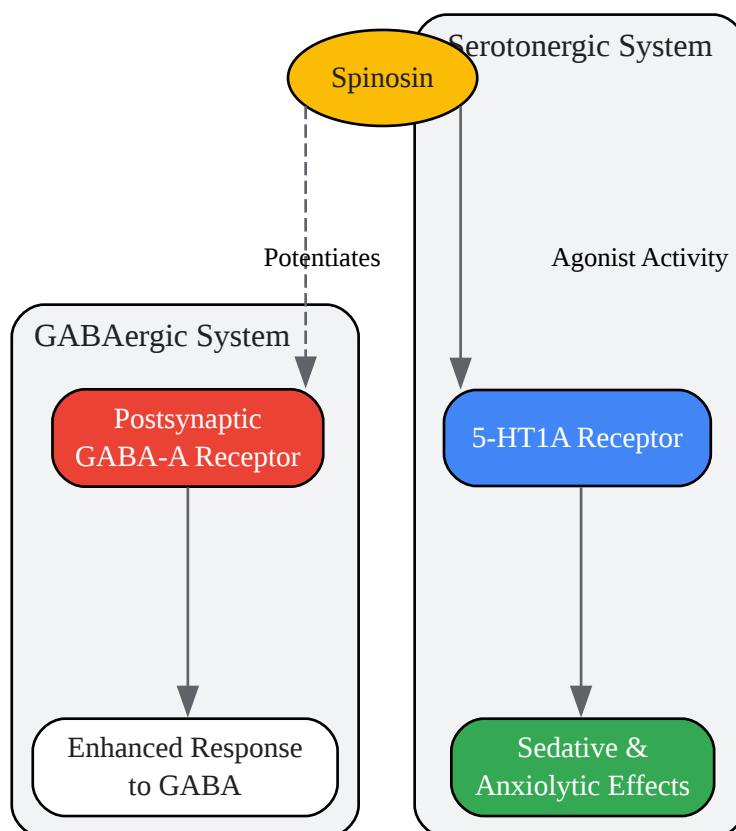 Serotonergic System
Spinosin
Potentiates
Agonist Activity
GABAergic System
Postsynaptic
GABA-A Receptor
5-HT1A Receptor
Enhanced Response
to GABA
Sedative &
Anxiolytic Effects